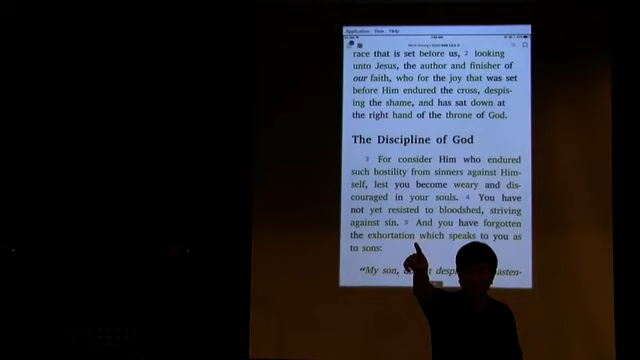 Application View Help
race that is set before us, 2 looking
unto Jesus, the author and finisher of
our faith, who for the joy that was set
before Him endured the cross, despis-
ing the shame, and has sat down at
the right hand of the throne of God.
The Discipline of God
3 For consider Him who endured
such hostility from sinners against Him-
self, lest you become weary and dis-
couraged in your souls. 4 You have
not yet resisted to bloodshed, striving
against sin. 5 And you have forgotten
the exhortation which speaks to you as
to sons:
“My son,